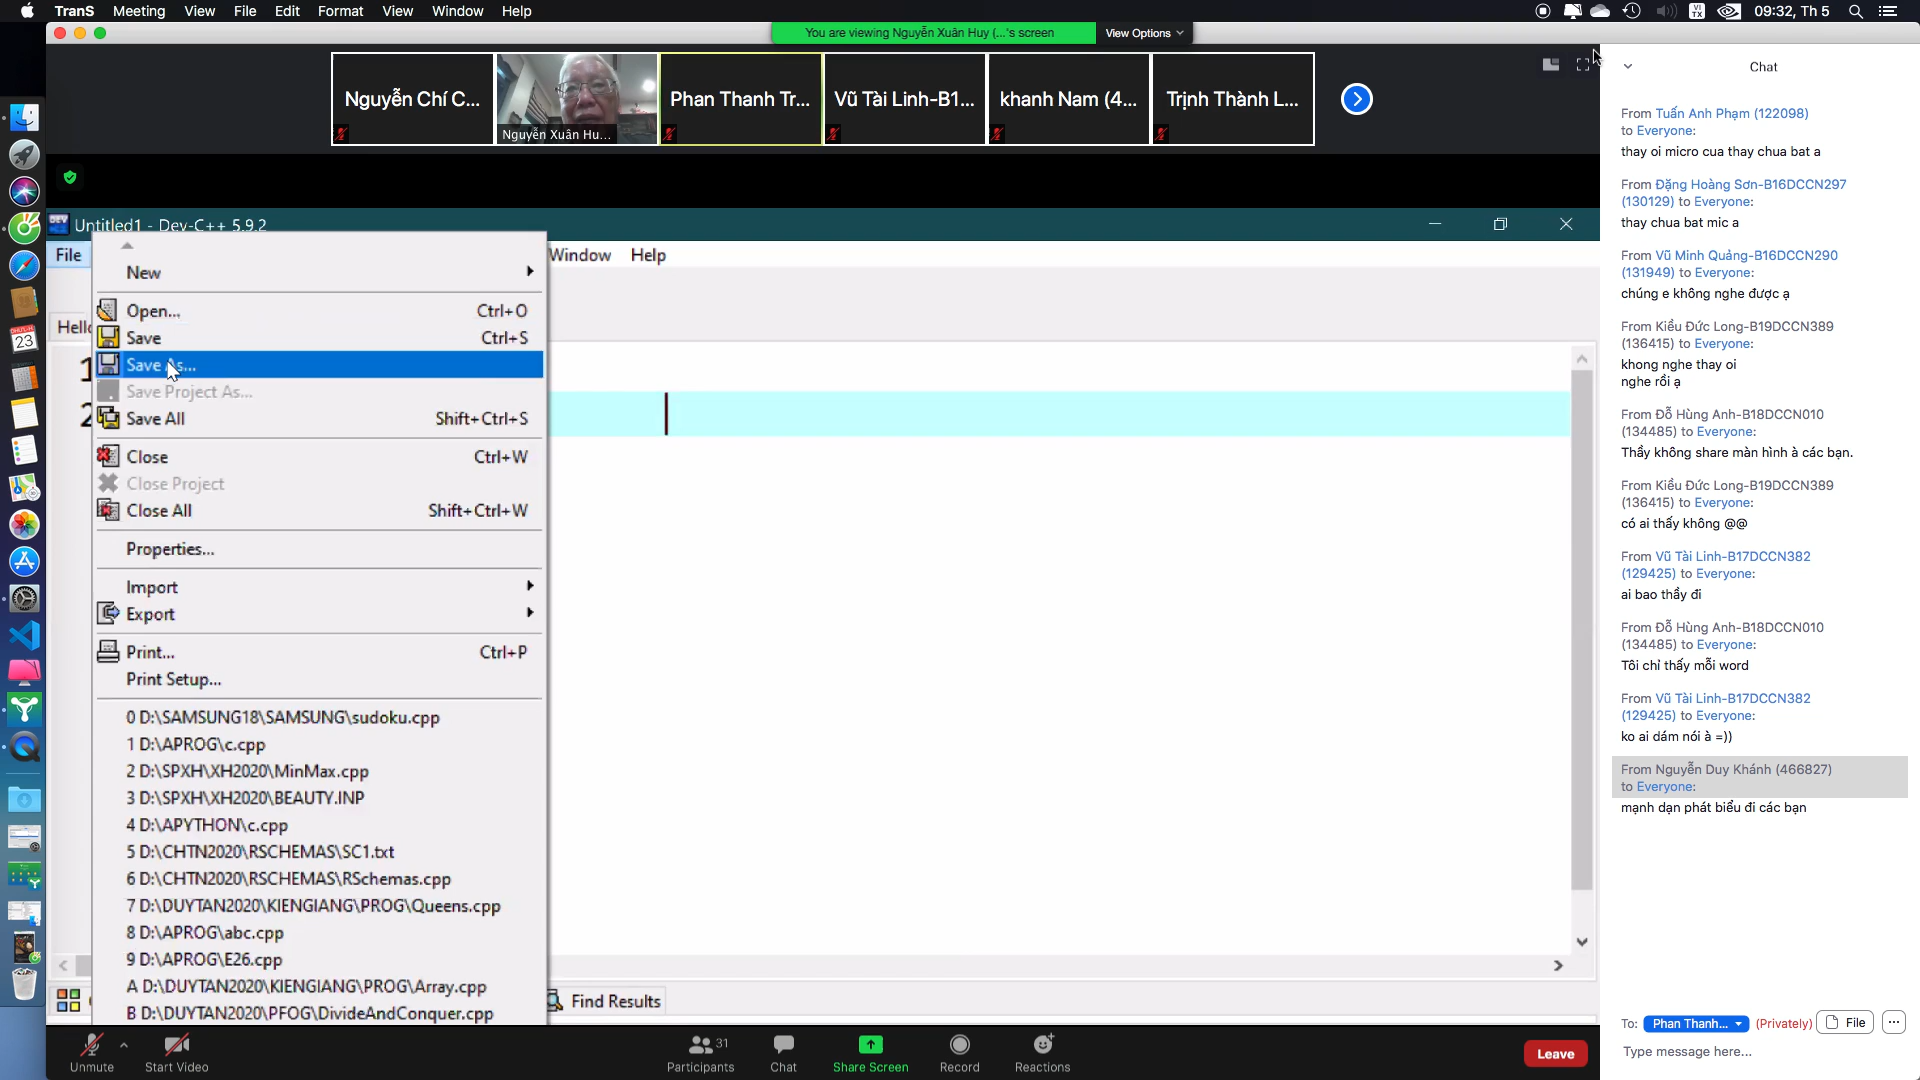 TranS Meeting View File Edit Format View Window Help
VI
TX
09:32, Th 5
You are viewing Nguyễn Xuân Huy (...'s screen
View Options
Nguyễn Chí C...
Nguyễn Xuân Hu...
Phan Thanh Tr...
Vũ Tài Linh-B1...
khanh Nam (4...
Trịnh Thành L...
23
DEV
Untitled1 - Dev-C++ 5.9.2
File
Window Help
New
Open... Ctrl+O
Save Ctrl+S
Save As...
Save Project As...
Save All Shift+Ctrl+S
Close Ctrl+W
Close Project
Close All Shift+Ctrl+W
Properties...
Import
Export
Print... Ctrl+P
Print Setup...
0 D:\SAMSUNG18\SAMSUNG\sudoku.cpp
1 D:\APROG\c.cpp
2 D:\SPXH\XH2020\MinMax.cpp
3 D:\SPXH\XH2020\BEAUTY.INP
4 D:\APYTHON\c.cpp
5 D:\CHTN2020\RSCHEMAS\SC1.txt
6 D:\CHTN2020\RSCHEMAS\RSchemas.cpp
7 D:\DUYTAN2020\KIENGIANG\PROG\Queens.cpp
8 D:\APROG\abc.cpp
9 D:\APROG\E26.cpp
A D:\DUYTAN2020\KIENGIANG\PROG\Array.cpp
B D:\DUYTAN2020\PFOG\DivideAndConquer.cpp
1
2
Find Results
Unmute
Start Video
31
Participants
Chat
Share Screen
Record
Reactions
Leave
Chat
From Tuấn Anh Phạm (122098)
to Everyone:
thay oi micro cua thay chua bat a
From Đặng Hoàng Sơn-B16DCCN297
(130129) to Everyone:
thay chua bat mic a
From Vũ Minh Quảng-B16DCCN290
(131949) to Everyone:
chúng e không nghe được ạ
From Kiều Đức Long-B19DCCN389
(136415) to Everyone:
khong nghe thay oi
nghe rồi ạ
From Đỗ Hùng Anh-B18DCCN010
(134485) to Everyone:
Thầy không share màn hình à các bạn.
From Kiều Đức Long-B19DCCN389
(136415) to Everyone:
có ai thấy không @@
From Vũ Tài Linh-B17DCCN382
(129425) to Everyone:
ai bao thầy đi
From Đỗ Hùng Anh-B18DCCN010
(134485) to Everyone:
Tôi chỉ thấy mỗi word
From Vũ Tài Linh-B17DCCN382
(129425) to Everyone:
ko ai dám nói à =))
From Nguyễn Duy Khánh (466827)
to Everyone:
mạnh dạn phát biểu đi các bạn
To: Phan Thanh... (Privately) File
Type message here...